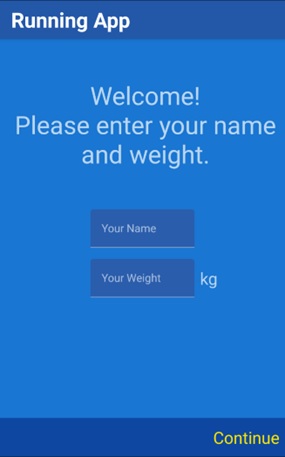 Running App
Welcome!
Please enter your name
and weight.
Your Name
Your Weight kg
Continue